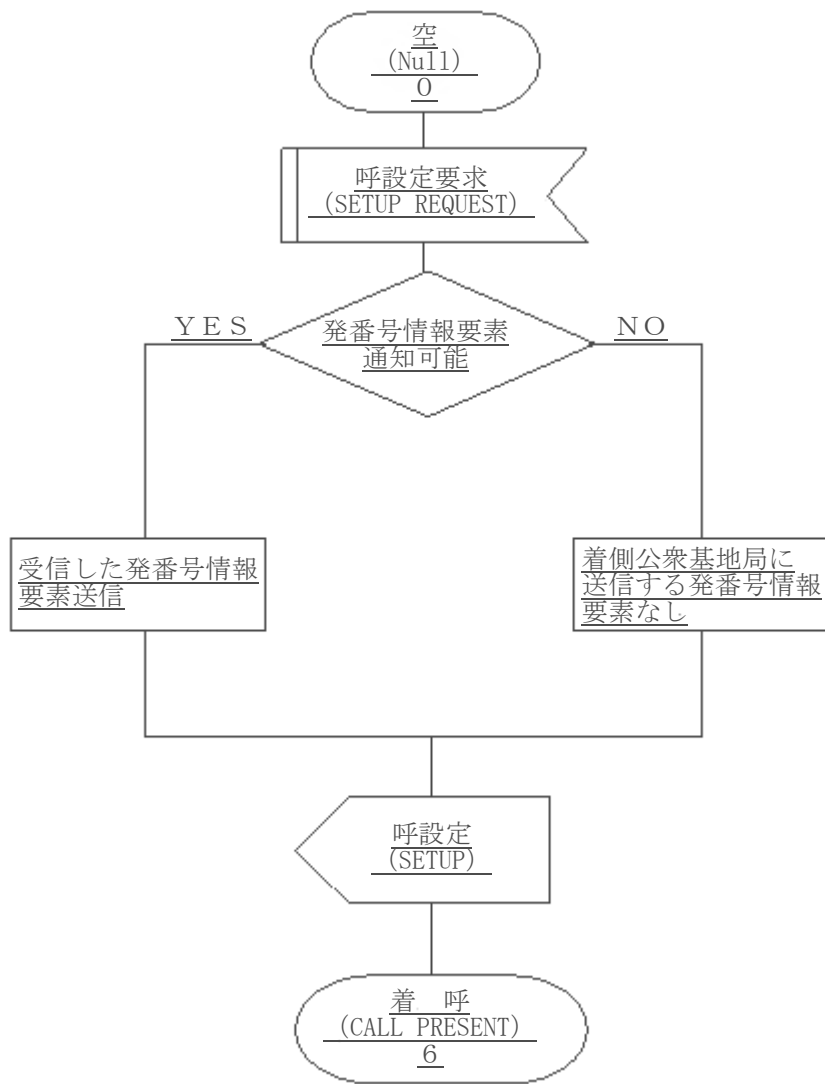 空
(Null)
0
呼設定要求
(SETUP REQUEST)
ＹＥＳ
発番号情報要素
通知可能
ＮＯ
受信した発番号情報
要素送信
着側公衆基地局に
送信する発番号情報
要素なし
呼設定
(SETUP)
着　呼
(CALL PRESENT)
6